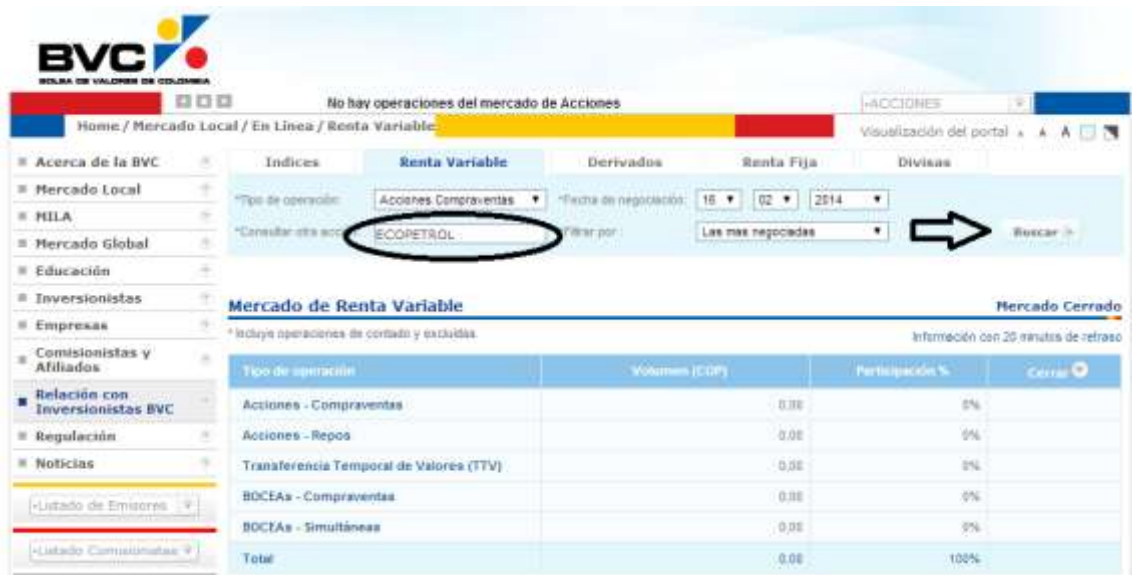 BVC
BOLSA DE VALORES DE COLOMBIA
No hay operaciones del mercado de Acciones
-ACCIONES
Home / Mercado Local / En Línea / Renta Variable
Visualización del portal A A A
Acerca de la BVC
Mercado Local
MILA
Mercado Global
Educación
Inversionistas
Empresas
Comisionistas y
Afiliados
Relación con
Inversionistas BVC
Regulación
Noticias
-Listado de Emisores
-Listado Comisionistas
Indices Renta Variable Derivados Renta Fija Divisas
*Tipo de operación: Acciones Compraventas *Fecha de negociación: 16 02 2014
*Consultar otra acc ECOPETROL Filtrar por : Las mas negociadas Buscar
Mercado de Renta Variable Mercado Cerrado
* Incluye operaciones de contado y excluidas. Información con 20 minutos de retraso
Tipo de operación Volumen (COP) Participación % Cerrar
Acciones - Compraventas 0.00 0%
Acciones - Repos 0.00 0%
Transferencia Temporal de Valores (TTV) 0.00 0%
BOCEAs - Compraventas 0.00 0%
BOCEAs - Simultáneas 0.00 0%
Total 0.00 100%